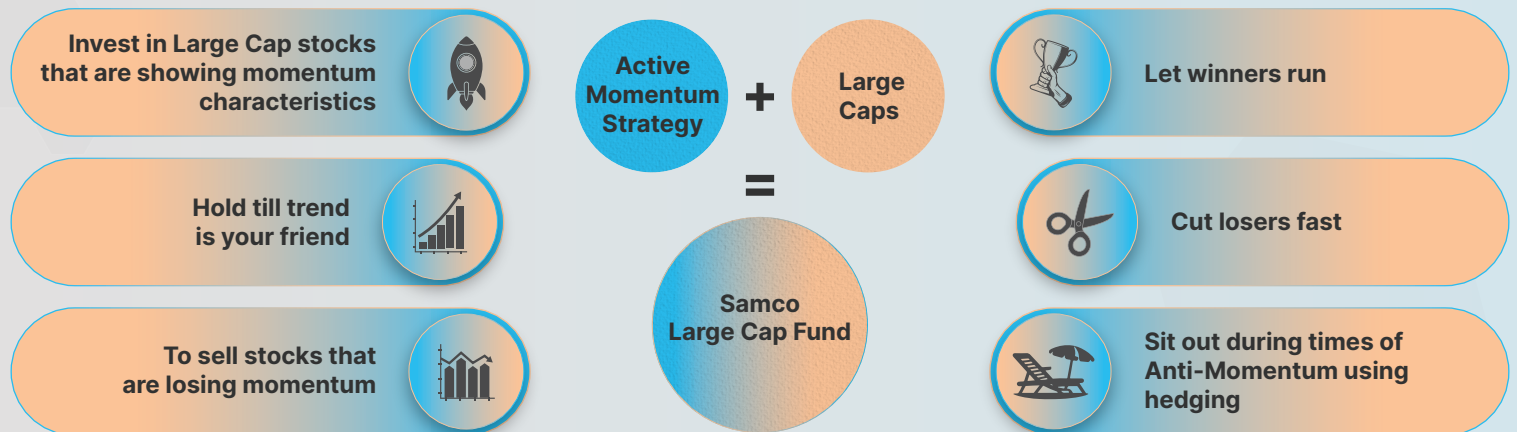 Invest in Large Cap stocks
that are showing momentum
characteristics
Hold till trend
is your friend
To sell stocks that
are losing momentum
Active
Momentum
Strategy
+
Large
Caps
=
Samco
Large Cap Fund
Let winners run
Cut losers fast
Sit out during times of
Anti-Momentum using
hedging